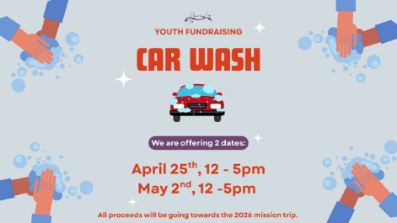 YOUTH FUNDRAISING
CAR WASH
We are offering 2 dates:
April 25th, 12 - 5pm
May 2nd, 12 -5pm
All proceeds will be going towards the 2026 mission trip.